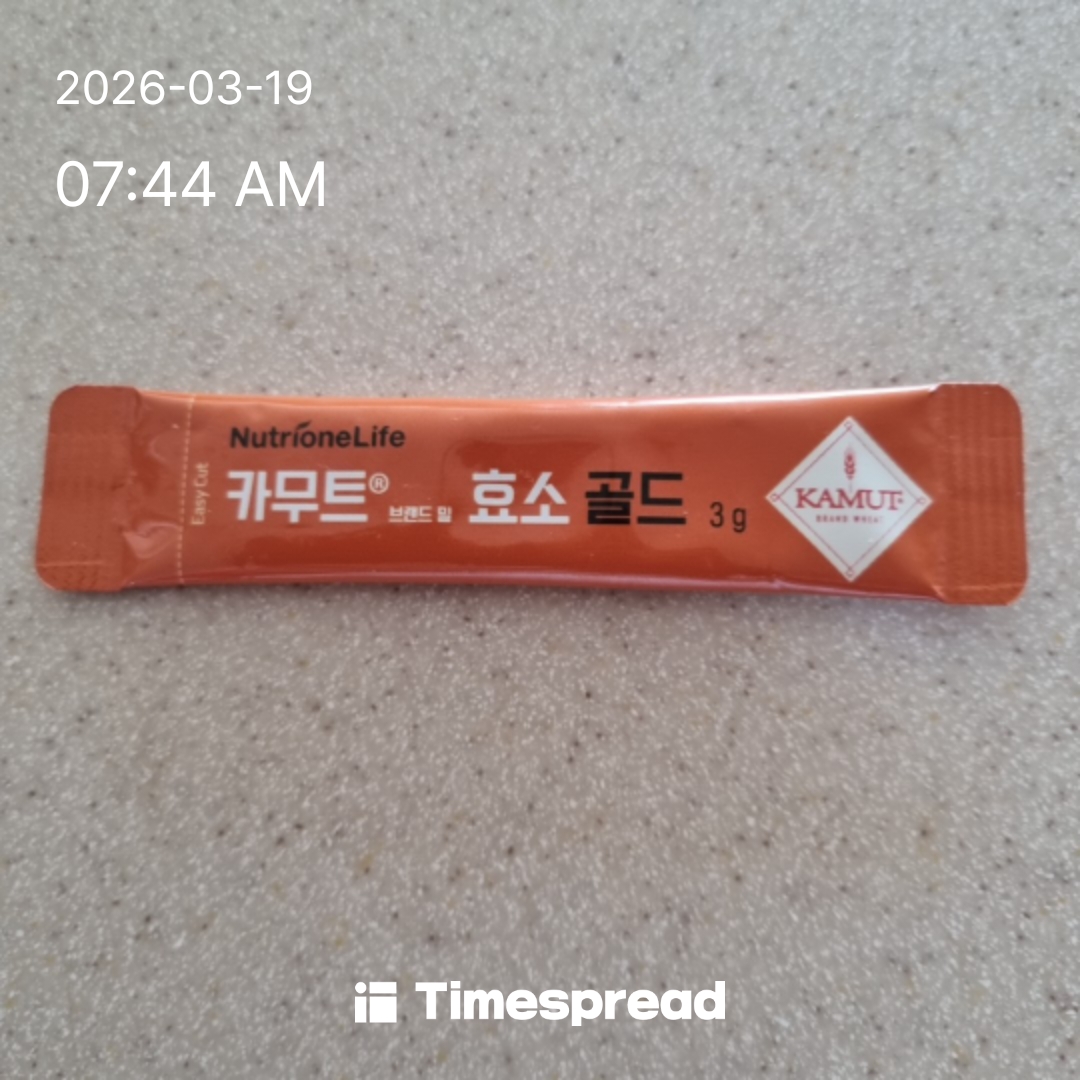 2026-03-19
07:44 AM
NutrioneLife
Easy Cut
카무트® 브랜드 밀 효소 골드 3 g
KAMUT®
BRAND WHEAT
Timespread